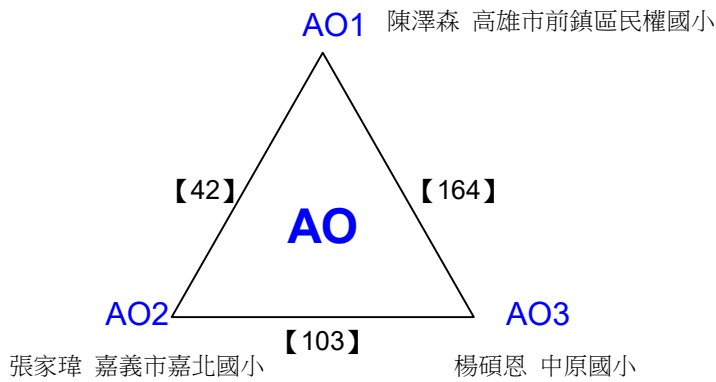 AO1 陳澤森 高雄市前鎮區民權國小
【42】 【164】
AO
AO2 AO3
【103】
張家瑋 嘉義市嘉北國小 楊碩恩 中原國小